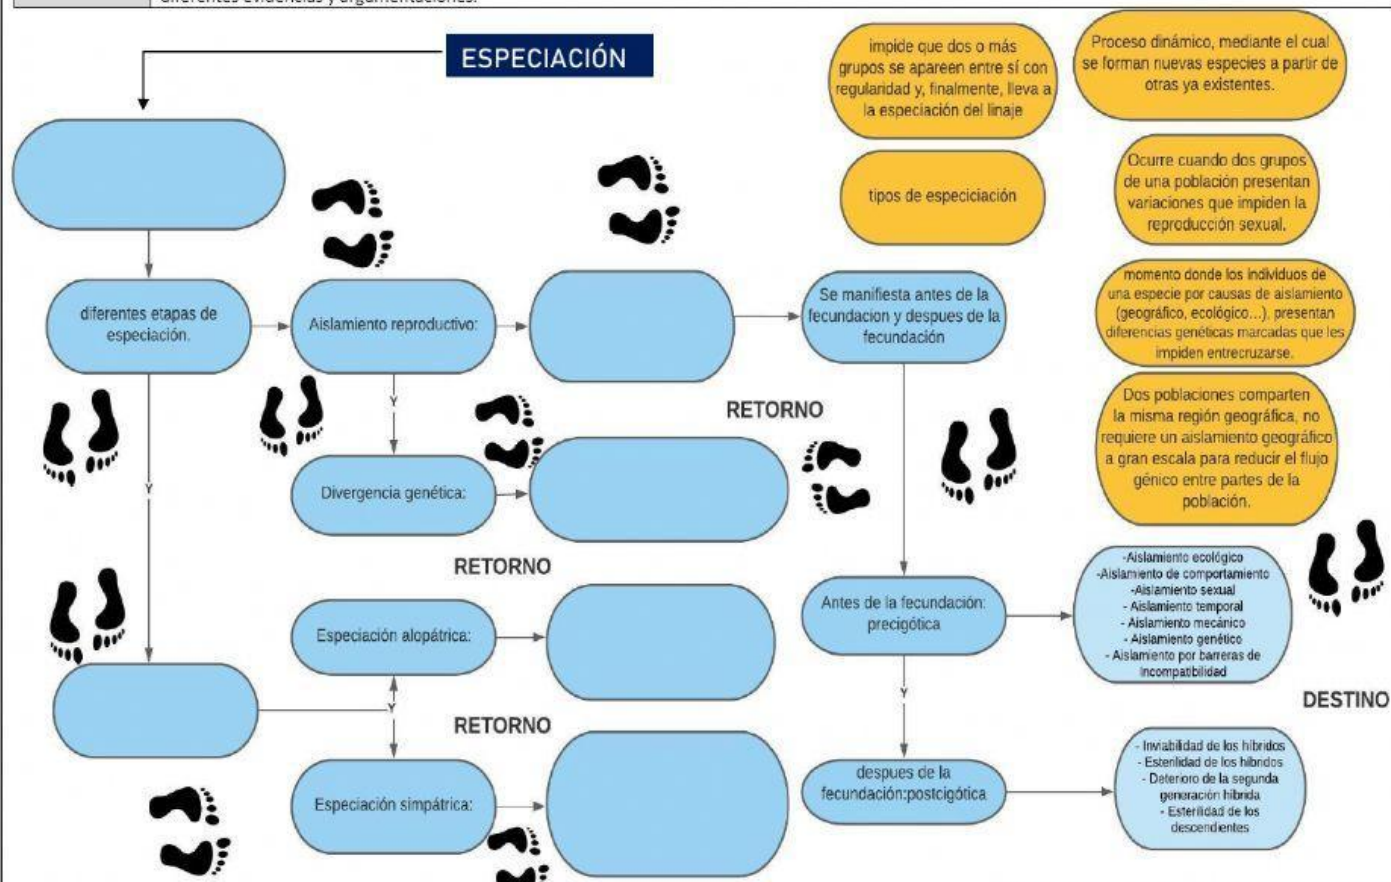 diferentes evidencias y argumentaciones.
ESPECIACIÓN
impide que dos o más
grupos se apareen entre sí con
regularidad y, finalmente, lleva a
la especiación del linaje
Proceso dinámico, mediante el cual
se forman nuevas especies a partir de
otras ya existentes.
tipos de especiciación
Ocurre cuando dos grupos
de una población presentan
variaciones que impiden la
reproducción sexual.
diferentes etapas de
especiación.
Aislamiento reproductivo:
Se manifiesta antes de la
fecundacion y despues de la
fecundación
momento donde los individuos de
una especie por causas de aislamiento
(geográfico, ecológico…), presentan
diferencias genéticas marcadas que les
impiden entrecruzarse.
Y
RETORNO
Dos poblaciones comparten
la misma región geográfica, no
requiere un aislamiento geográfico
a gran escala para reducir el flujo
génico entre partes de la
población.
Y
Divergencia genética:
RETORNO
Especiación alopátrica:
Antes de la fecundación:
precigótica
-Aislamiento ecológico
-Aislamiento de comportamiento
-Aislamiento sexual
- Aislamiento temporal
- Aislamiento mecánico
- Aislamiento genético
- Aislamiento por barreras de
Incompatibilidad
Y
Y
RETORNO
DESTINO
Especiación simpátrica:
despues de la
fecundación:postcigótica
- Inviabilidad de los híbridos
- Esterilidad de los híbridos
- Deterioro de la segunda
generación híbrida
- Esterilidad de los
descendientes